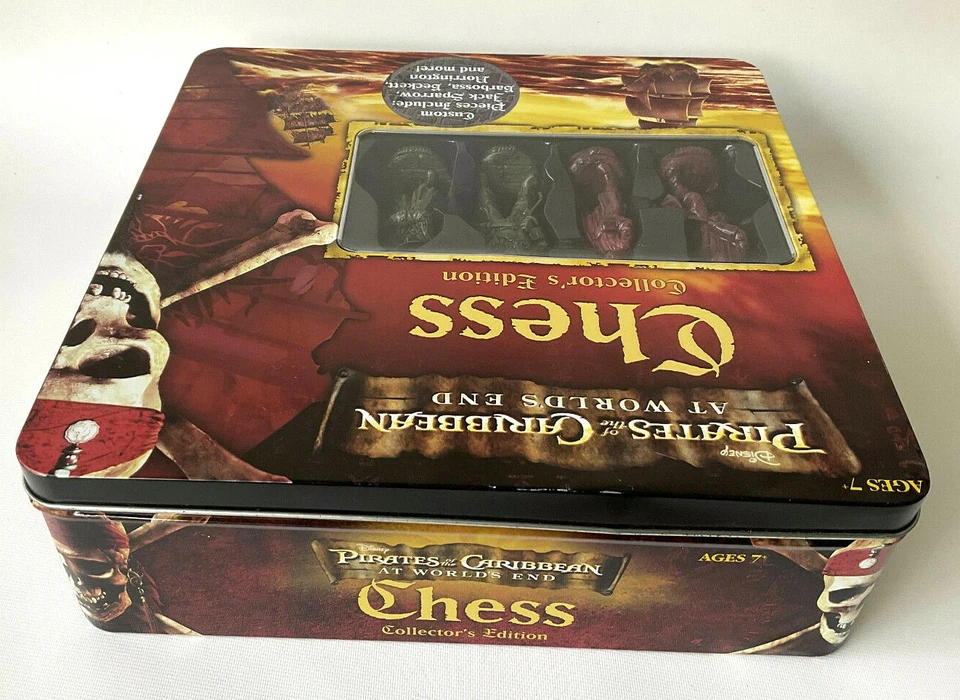 Custom
Pieces Include:
Jack Sparrow,
Barbossa, Beckett,
Norrington
and more!
Collector's Edition
Chess
AT WORLD'S END
PIRATES of the CARIBBEAN
DISNEY
AGES 7+
Disney
PIRATES of the CARIBBEAN
AT WORLD'S END
AGES 7+
Chess
Collector's Edition